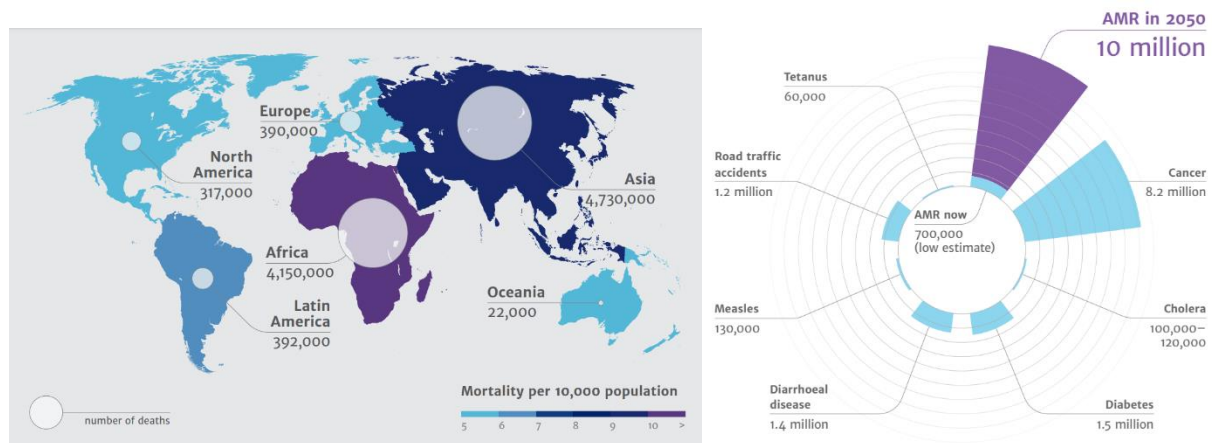 Europe
390,000
North
America
317,000
Asia
4,730,000
Africa
4,150,000
Oceania
22,000
Latin
America
392,000
number of deaths
Mortality per 10,000 population
5 6 7 8 9 10 >
AMR in 2050
10 million
Tetanus
60,000
Road traffic
accidents
1.2 million
Cancer
8.2 million
AMR now
700,000
(low estimate)
Measles
130,000
Cholera
100,000–
120,000
Diarrhoeal
disease
1.4 million
Diabetes
1.5 million